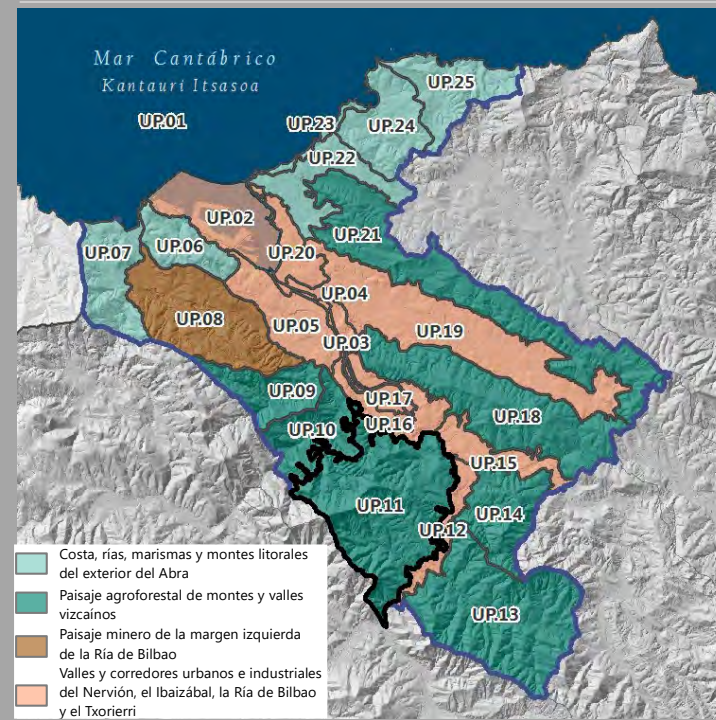 Mar Cantábrico
Kantauri Itsasoa
UP.25
UP.01
UP.23
UP.24
UP.22
UP.02
UP.21
UP.07
UP.06
UP.20
UP.04
UP.08
UP.05
UP.19
UP.03
UP.09
UP.17
UP.18
UP.10
UP.16
UP.15
UP.11
UP.14
UP.12
UP.13
Costa, rías, marismas y montes litorales
del exterior del Abra
Paisaje agroforestal de montes y valles
vizcaínos
Paisaje minero de la margen izquierda
de la Ría de Bilbao
Valles y corredores urbanos e industriales
del Nervión, el Ibaizábal, la Ría de Bilbao
y el Txorierri